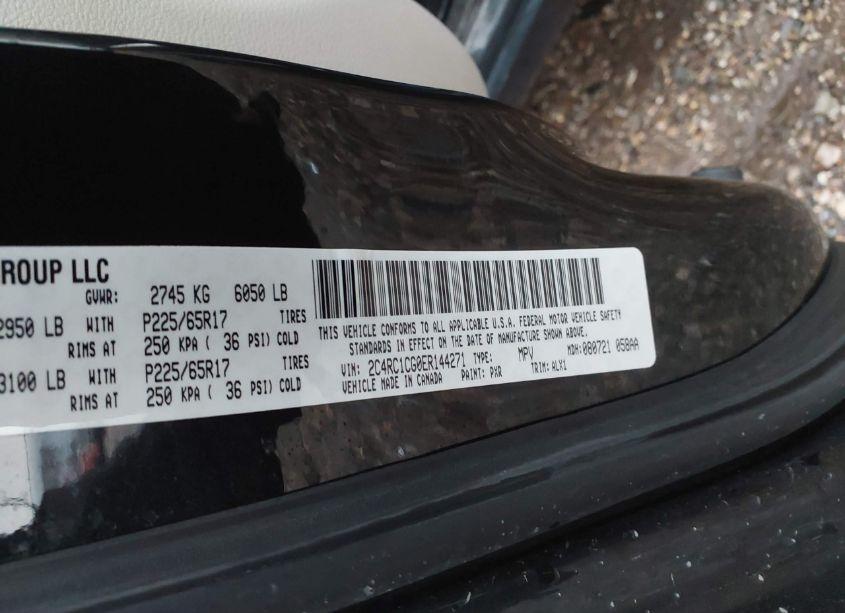 GROUP LLC
GVWR: 2745 KG 6050 LB
2950 LB WITH P225/65R17 TIRES
RIMS AT 250 KPA ( 36 PSI) COLD
3100 LB WITH P225/65R17 TIRES
RIMS AT 250 KPA ( 36 PSI) COLD
THIS VEHICLE CONFORMS TO ALL APPLICABLE U.S.A. FEDERAL MOTOR VEHICLE SAFETY
STANDARDS IN EFFECT ON THE DATE OF MANUFACTURE SHOWN ABOVE.
VIN: 2C4RC1CG0ER144271 TYPE: MPV MDH: 080721 058AA
VEHICLE MADE IN CANADA PAINT: PXR TRIM: ALX1